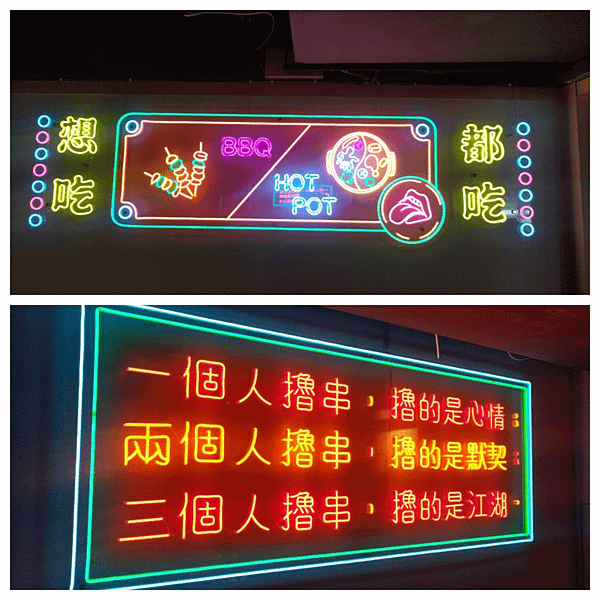 想吃
BBQ
HOT
POT
都吃
一個人擼串，擼的是心情；
兩個人擼串，擼的是默契；
三個人擼串，擼的是江湖。